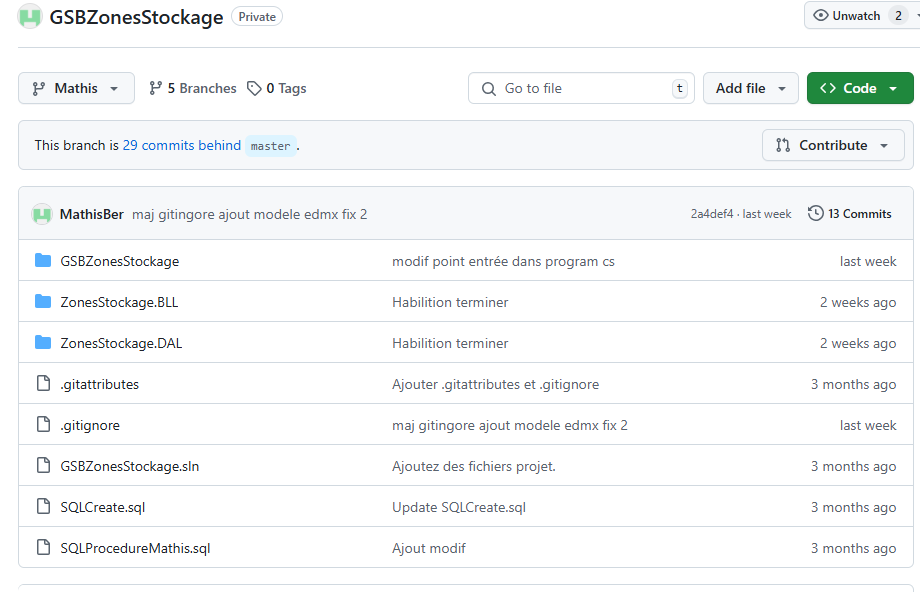 GSBZonesStockage Private Unwatch 2
Mathis 5 Branches 0 Tags Go to file t Add file Code
This branch is 29 commits behind master.
Contribute
MathisBer maj gitingore ajout modele edmx fix 2 2a4def4 · last week 13 Commits
GSBZonesStockage modif point entrée dans program cs last week
ZonesStockage.BLL Habilition terminer 2 weeks ago
ZonesStockage.DAL Habilition terminer 2 weeks ago
.gitattributes Ajouter .gitattributes et .gitignore 3 months ago
.gitignore maj gitingore ajout modele edmx fix 2 last week
GSBZonesStockage.sln Ajoutez des fichiers projet. 3 months ago
SQLCreate.sql Update SQLCreate.sql 3 months ago
SQLProcedureMathis.sql Ajout modif 3 months ago